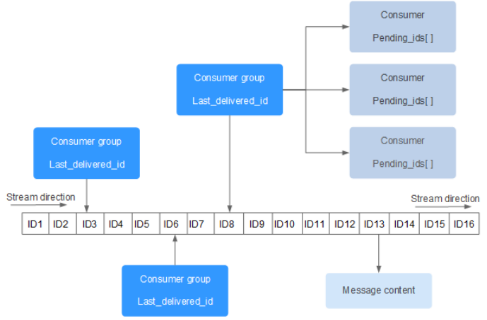 Consumer
Pending_ids[ ]
Consumer group
Last_delivered_id
Consumer
Pending_ids[ ]
Consumer group
Last_delivered_id
Consumer
Pending_ids[ ]
Stream direction
Stream direction
ID1 ID2 ID3 ID4 ID5 ID6 ID7 ID8 ID9 ID10 ID11 ID12 ID13 ID14 ID15 ID16
Consumer group
Last_delivered_id
Message content